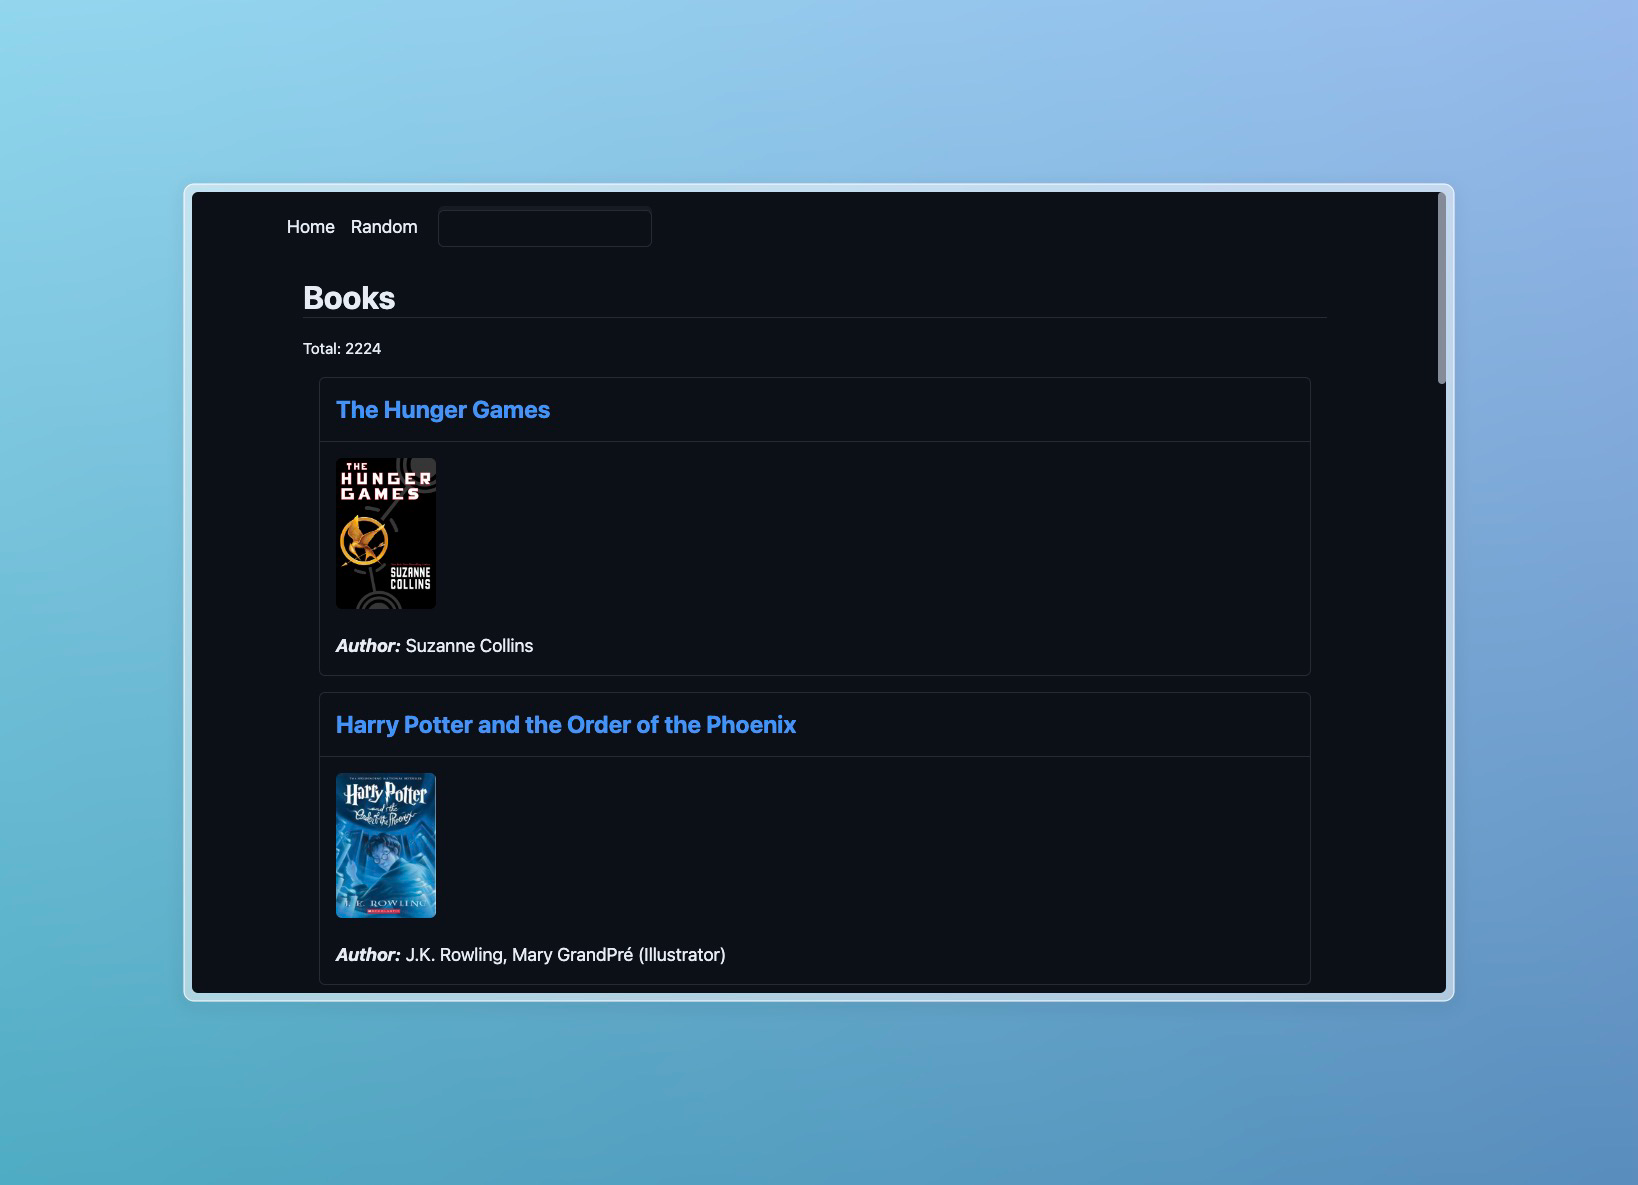 Home Random
Books
Total: 2224
The Hunger Games
THE
HUNGER
GAMES
SUZANNE
COLLINS
Author: Suzanne Collins
Harry Potter and the Order of the Phoenix
Harry Potter
and the
Order of the Phoenix
J. K. ROWLING
SCHOLASTIC
Author: J.K. Rowling, Mary GrandPré (Illustrator)